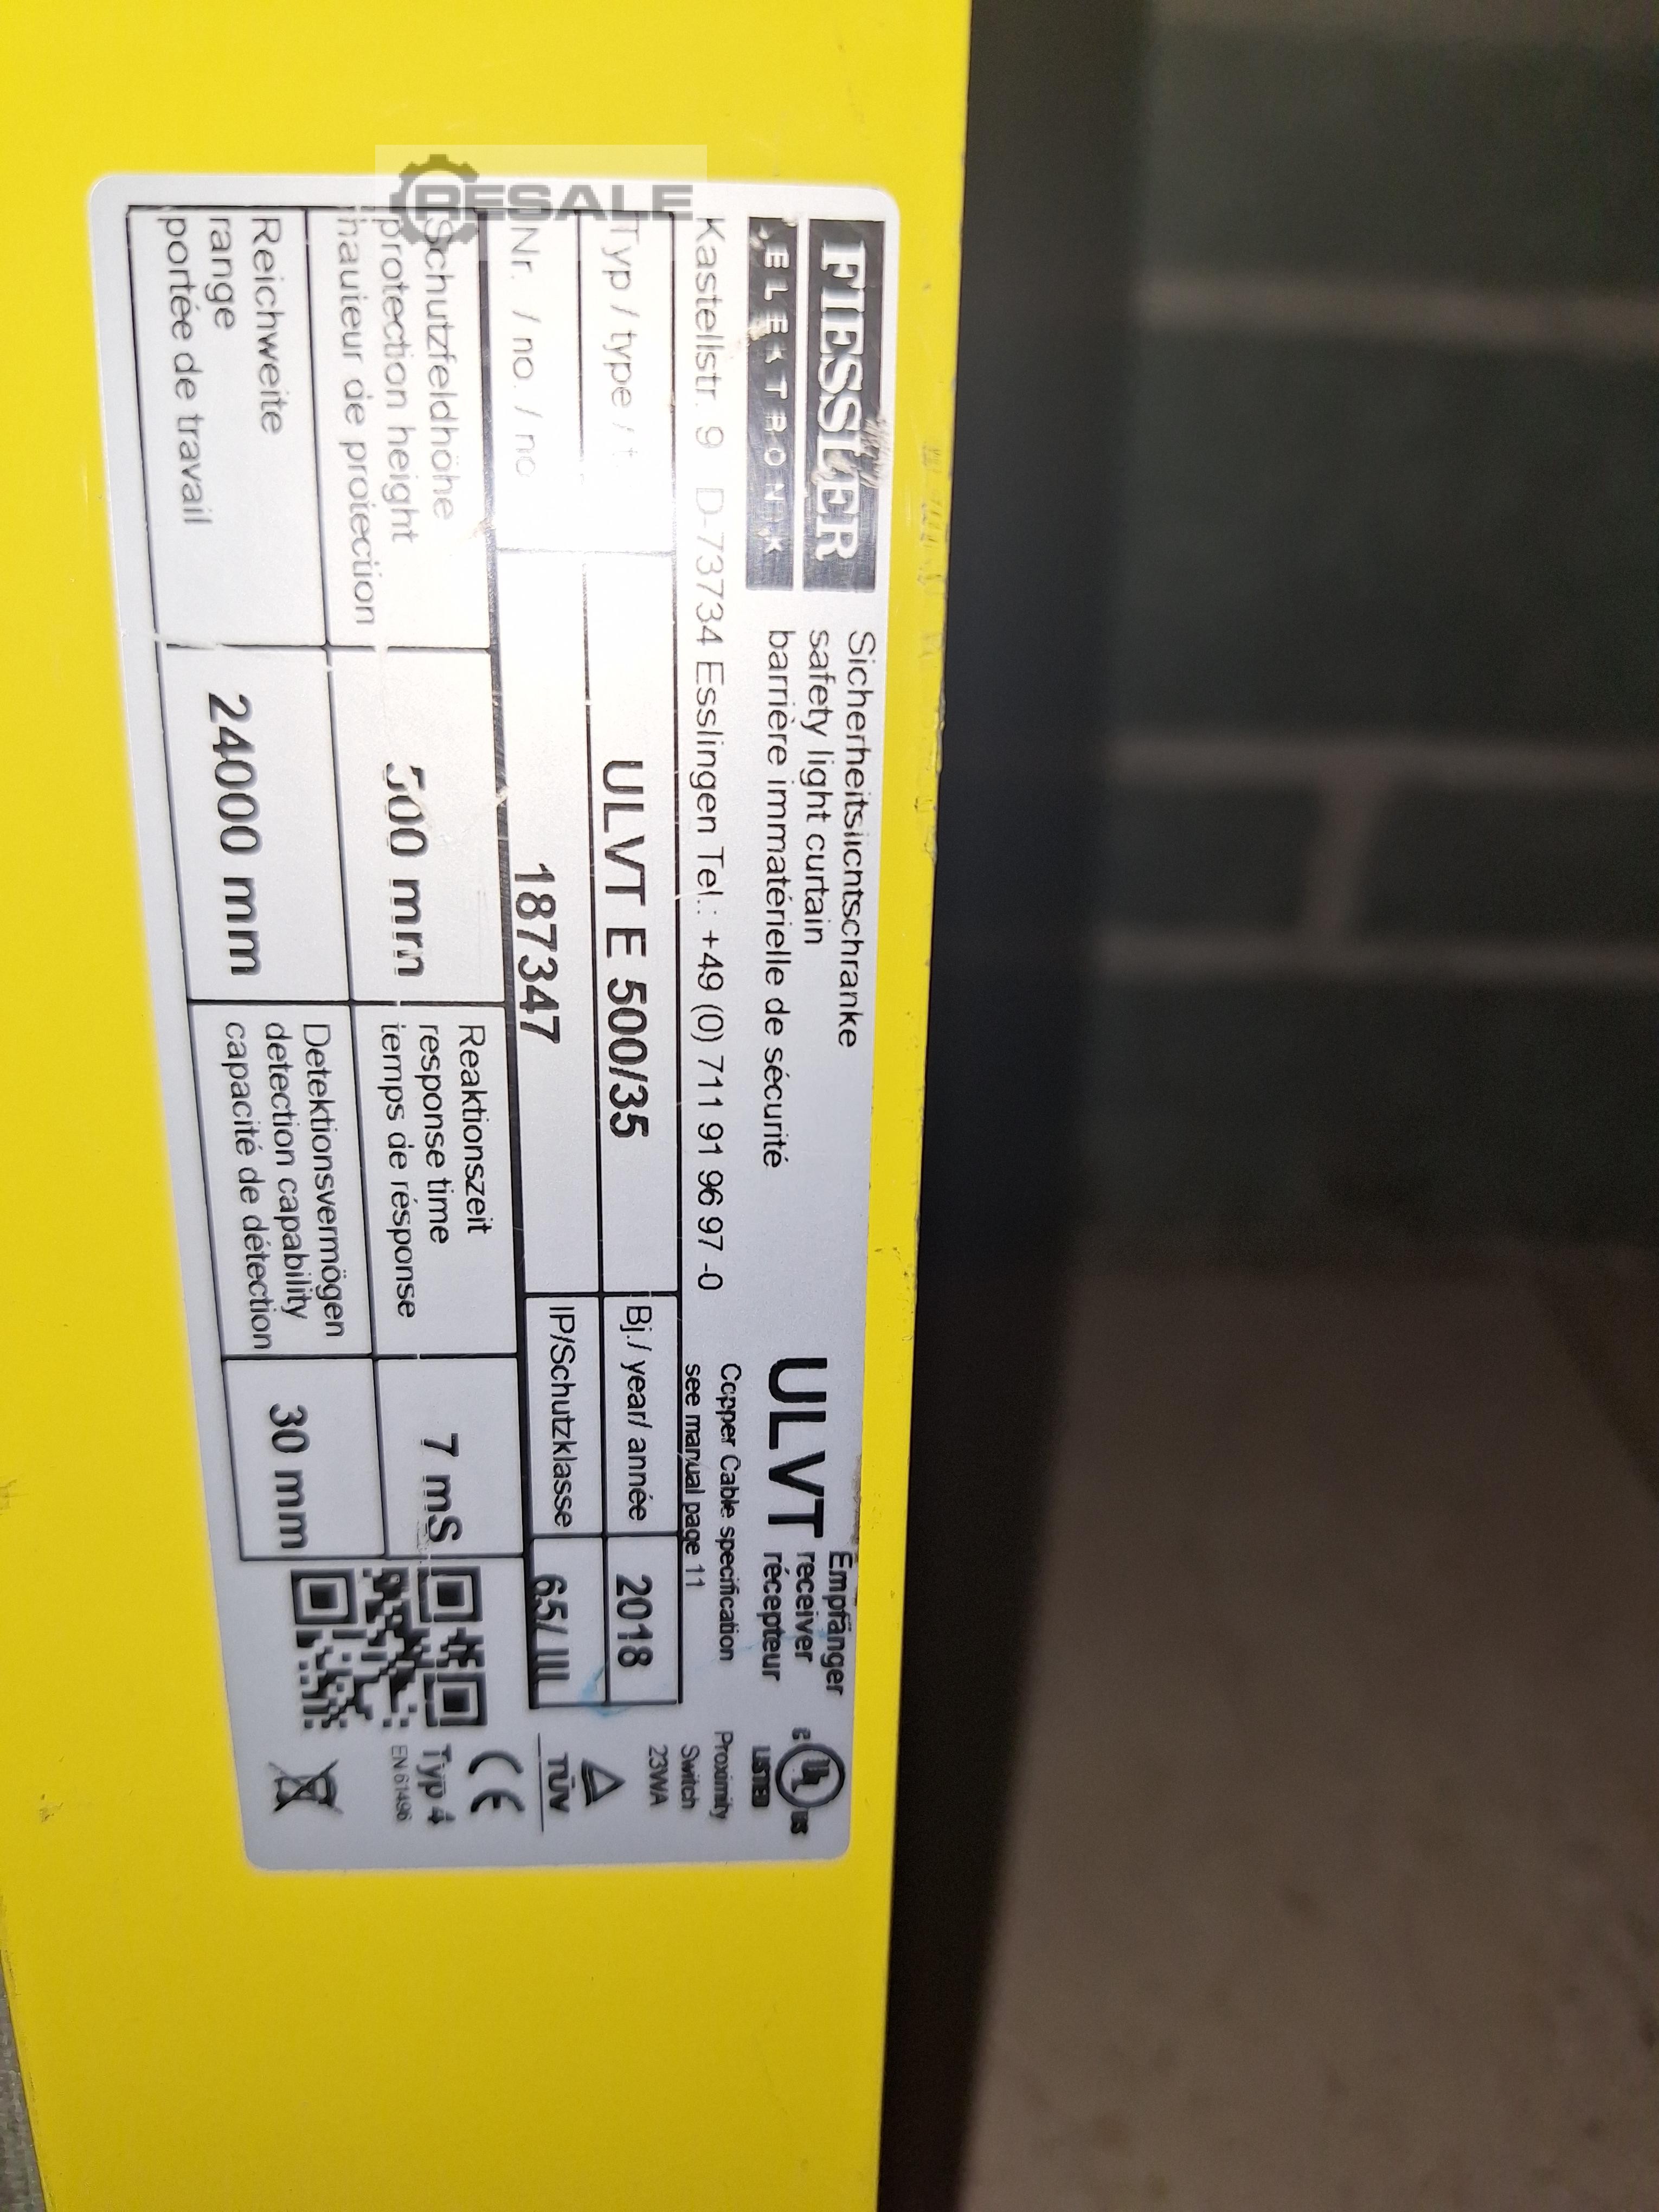 RESALE
FIESSLER
ELEKTRONIK
Sicherheitslichtschranke
safety light curtain
barrière immatérielle de sécurité
ULVT
Empfänger
receiver
récepteur
Copper Cable specification
see manual page 11
Kastellstr. 9 D-73734 Esslingen Tel.: +49 (0) 711 91 96 97 -0
Typ / type / t
ULVT E 500/35
Bj./ year/ année
2018
Nr. / no. / no
187347
IP/Schutzklasse
65/ III
Schutzfeldhöhe
protection height
hauteur de protection
500 mm
Reaktionszeit
response time
temps de résponse
7 mS
Reichweite
range
portée de travail
24000 mm
Detektionsvermögen
detection capability
capacité de détection
30 mm
C UL US
LISTED
Proximity
Switch
23WA
TÜV
CE
Typ 4
EN 61496